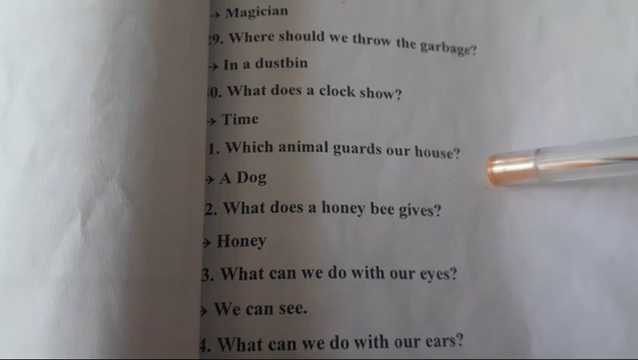 → Magician
9. Where should we throw the garbage?
→ In a dustbin
0. What does a clock show?
→ Time
1. Which animal guards our house?
→ A Dog
2. What does a honey bee gives?
→ Honey
3. What can we do with our eyes?
→ We can see.
4. What can we do with our ears?